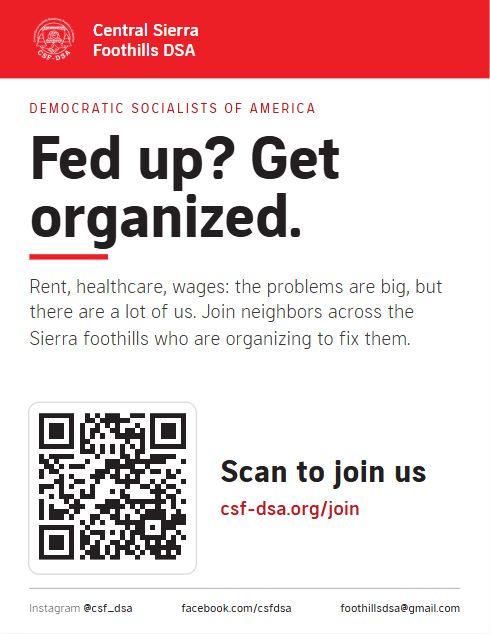 CSF-DSA
Central Sierra
Foothills DSA
DEMOCRATIC SOCIALISTS OF AMERICA
Fed up? Get
organized.
Rent, healthcare, wages: the problems are big, but
there are a lot of us. Join neighbors across the
Sierra foothills who are organizing to fix them.
Scan to join us
csf-dsa.org/join
Instagram @csf_dsa facebook.com/csfdsa foothillsdsa@gmail.com